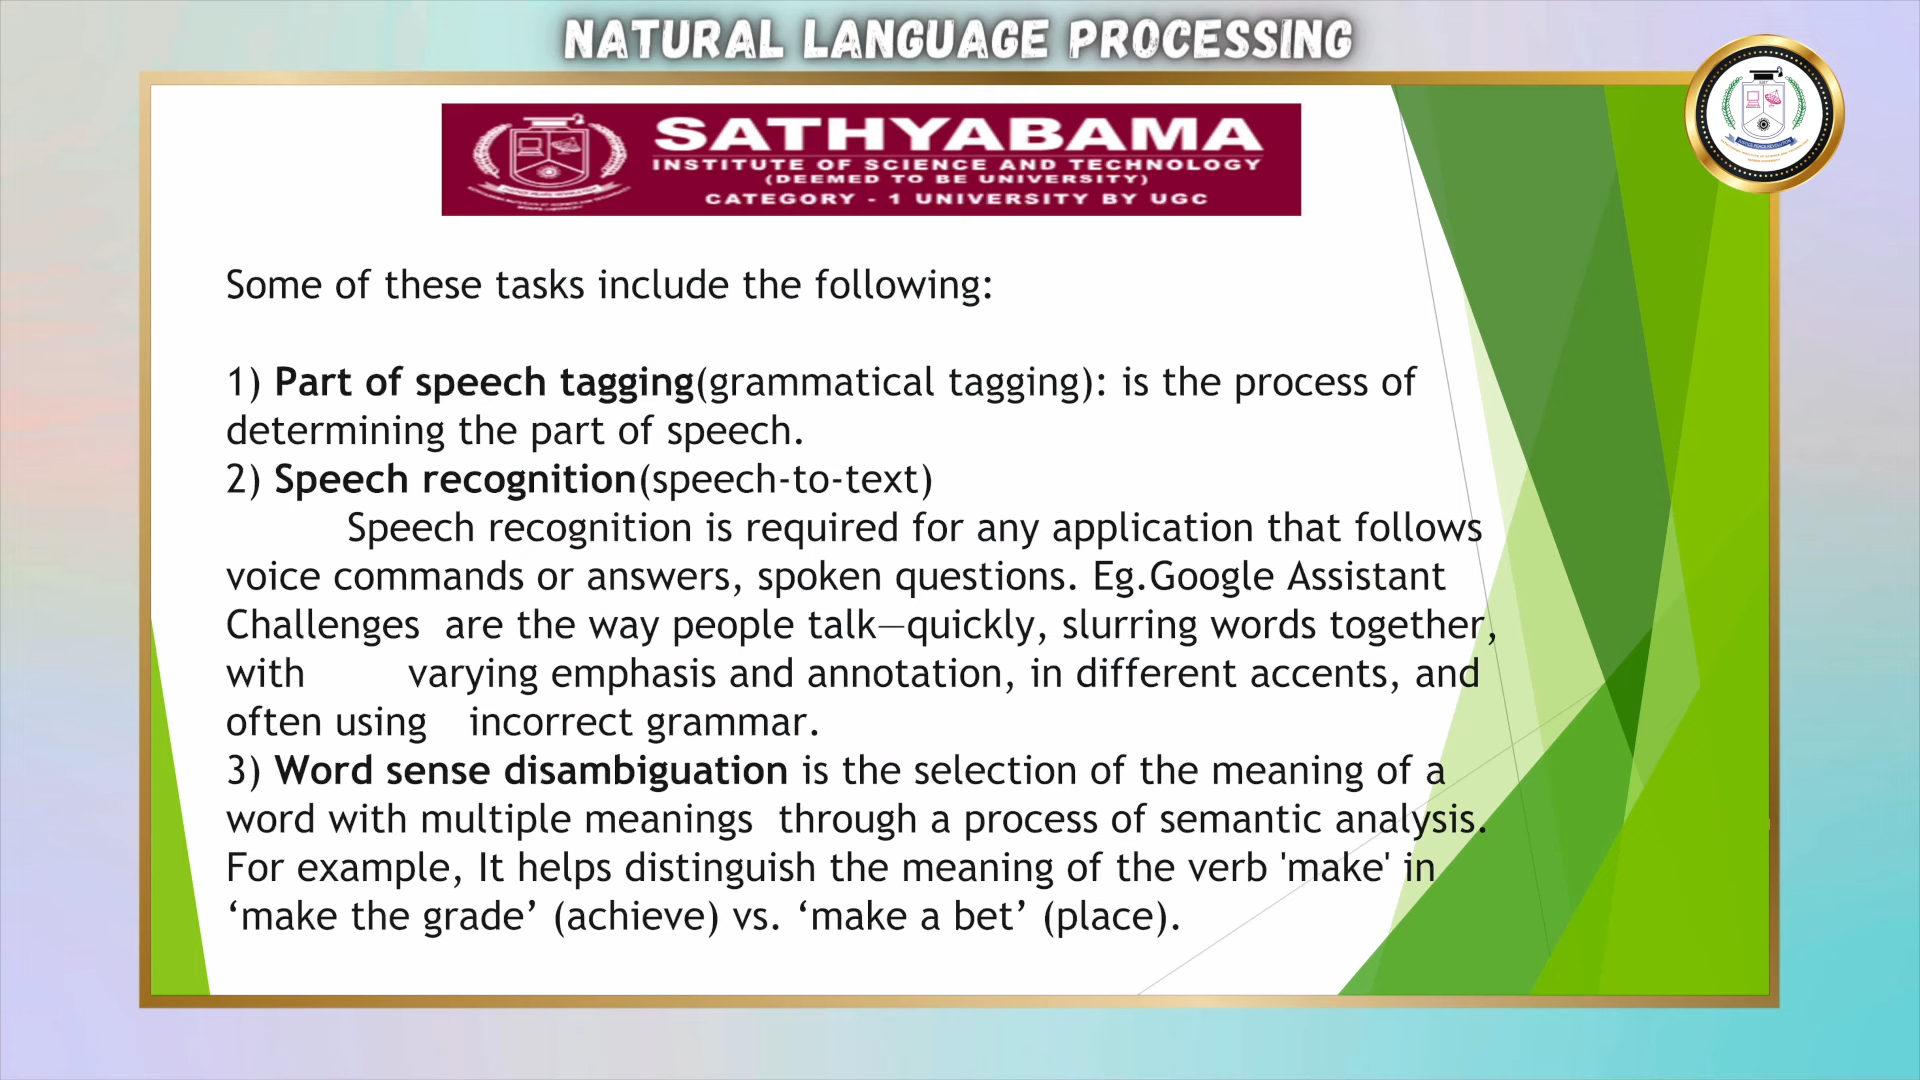 NATURAL LANGUAGE PROCESSING
SATHYABAMA
INSTITUTE OF SCIENCE AND TECHNOLOGY
(DEEMED TO BE UNIVERSITY)
CATEGORY - 1 UNIVERSITY BY UGC
Some of these tasks include the following:
1) Part of speech tagging(grammatical tagging): is the process of
determining the part of speech.
2) Speech recognition(speech-to-text)
Speech recognition is required for any application that follows
voice commands or answers, spoken questions. Eg.Google Assistant
Challenges are the way people talk—quickly, slurring words together,
with varying emphasis and annotation, in different accents, and
often using incorrect grammar.
3) Word sense disambiguation is the selection of the meaning of a
word with multiple meanings through a process of semantic analysis.
For example, It helps distinguish the meaning of the verb 'make' in
‘make the grade’ (achieve) vs. ‘make a bet’ (place).